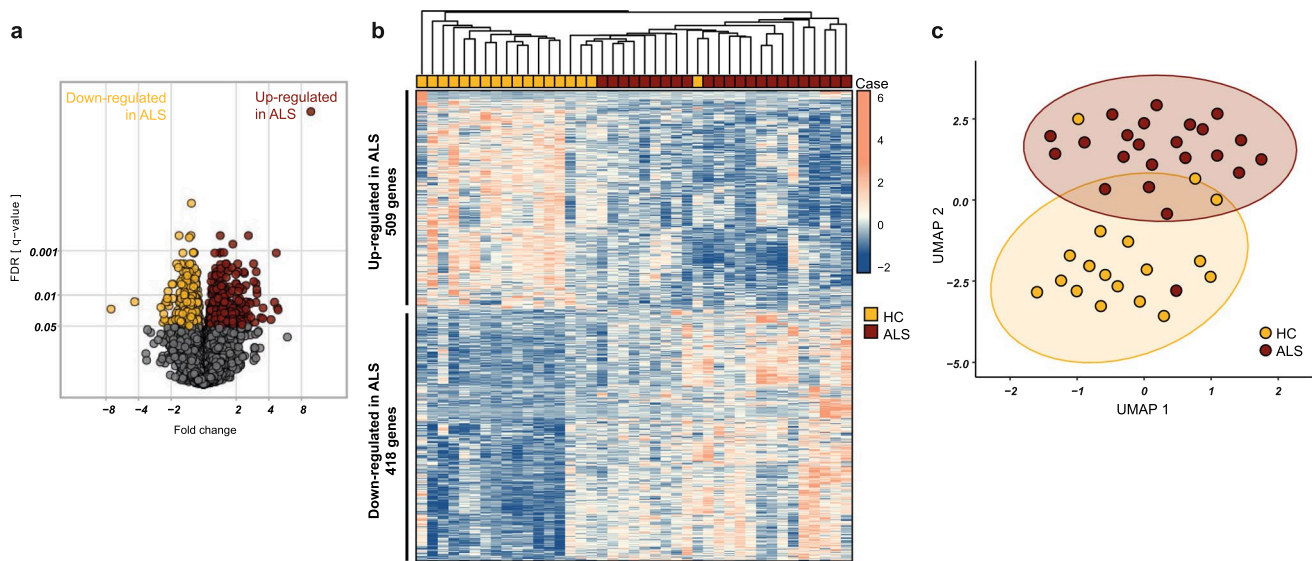 a
Down-regulated
in ALS
Up-regulated
in ALS
FDR [ q-value ]
0.001
0.01
0.05
−8
−4
−2
2
4
8
Fold change
b
Up-regulated in ALS
509 genes
Down-regulated in ALS
418 genes
Case
6
4
2
0
−2
HC
ALS
c
UMAP 2
2.5
0.0
−2.5
−5.0
−2
−1
0
1
2
UMAP 1
HC
ALS